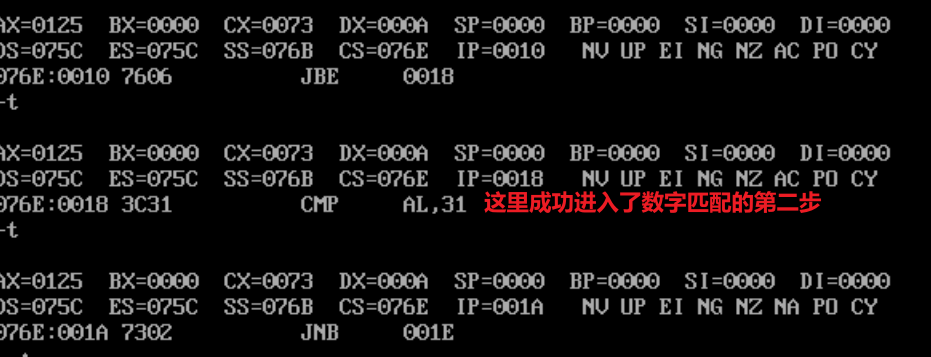 AX=0125 BX=0000 CX=0073 DX=000A SP=0000 BP=0000 SI=0000 DI=0000
DS=075C ES=075C SS=076B CS=076E IP=0010 NV UP EI NG NZ AC PO CY
076E:0010 7606 JBE 0018
-t
AX=0125 BX=0000 CX=0073 DX=000A SP=0000 BP=0000 SI=0000 DI=0000
DS=075C ES=075C SS=076B CS=076E IP=0018 NV UP EI NG NZ AC PO CY
076E:0018 3C31 CMP AL,31 这里成功进入了数字匹配的第二步
-t
AX=0125 BX=0000 CX=0073 DX=000A SP=0000 BP=0000 SI=0000 DI=0000
DS=075C ES=075C SS=076B CS=076E IP=001A NV UP EI NG NZ NA PO CY
076E:001A 7302 JNB 001E